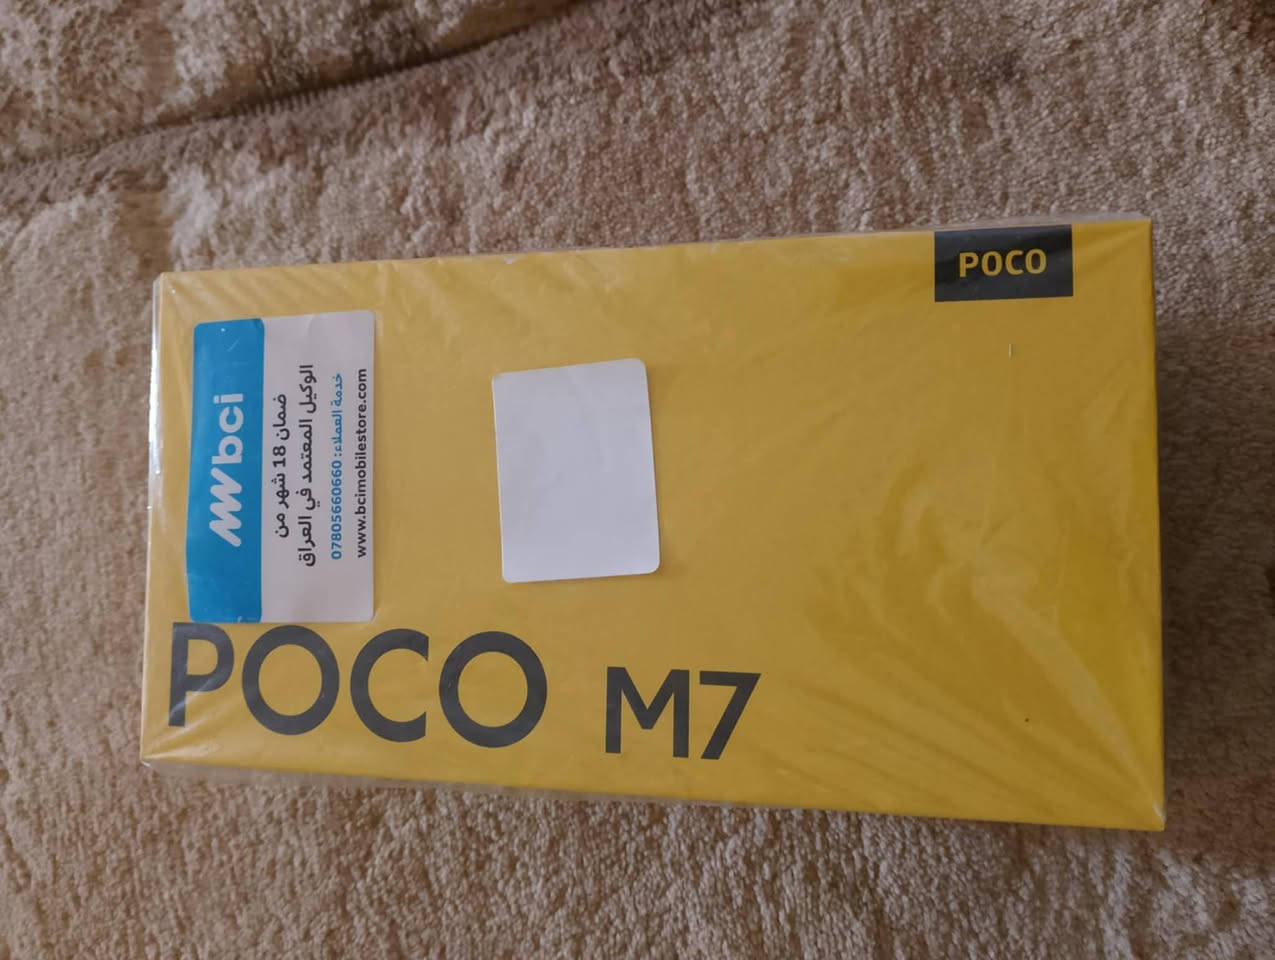 POCO
bci
ضمان 18 شهر من
الوكيل المعتمد في العراق
خدمة العملاء: 07805660660
www.bcimobilestore.com
POCO M7